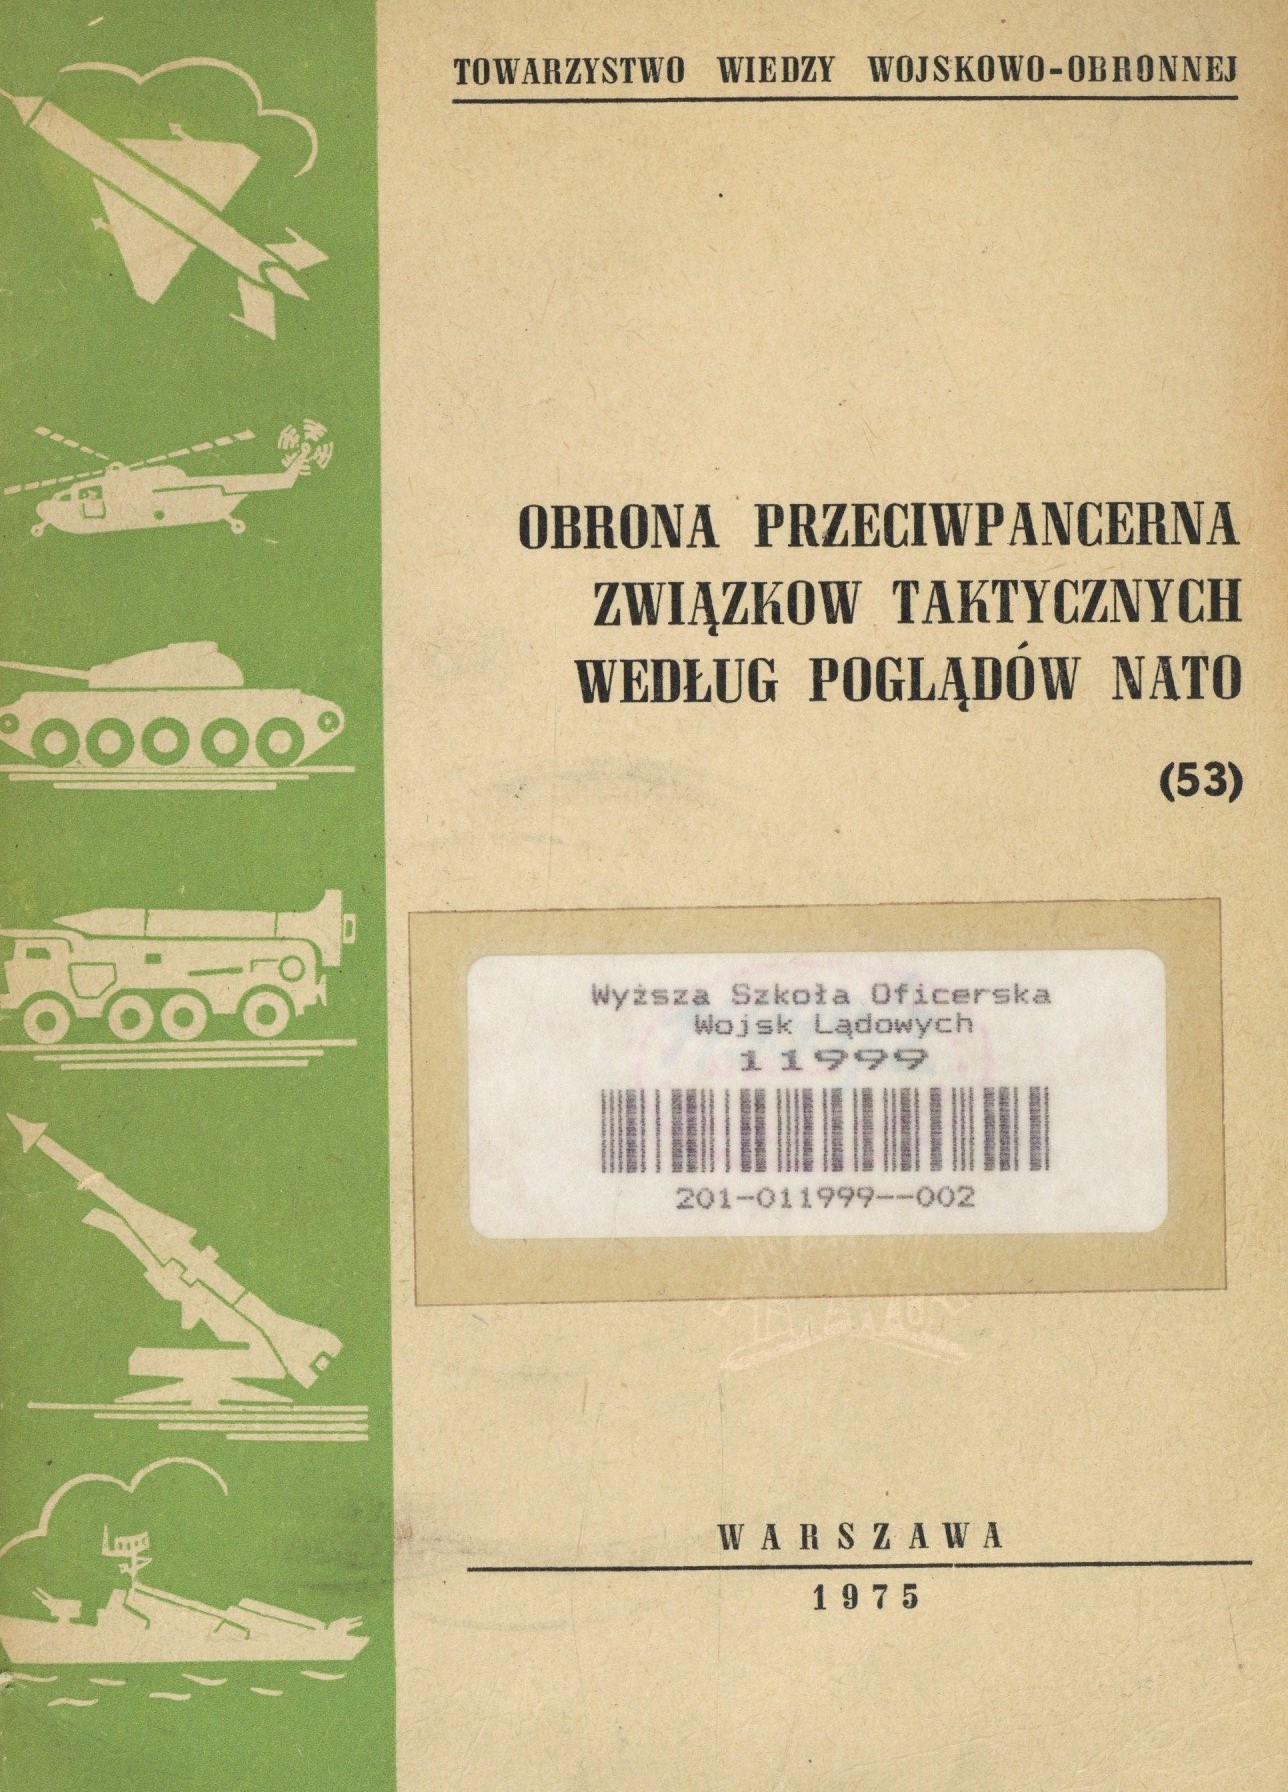 TOWARZYSTWO WIEDZY WOJSKOWO-OBRONNEJ
OBRONA PRZECIWPANCERNA
ZWIĄZKOW TAKTYCZNYCH
WEDŁUG POGLĄDÓW NATO
(53)
Wyższa Szkoła Oficerska
Wojsk Lądowych
11999
201-011999--002
WARSZAWA
1975